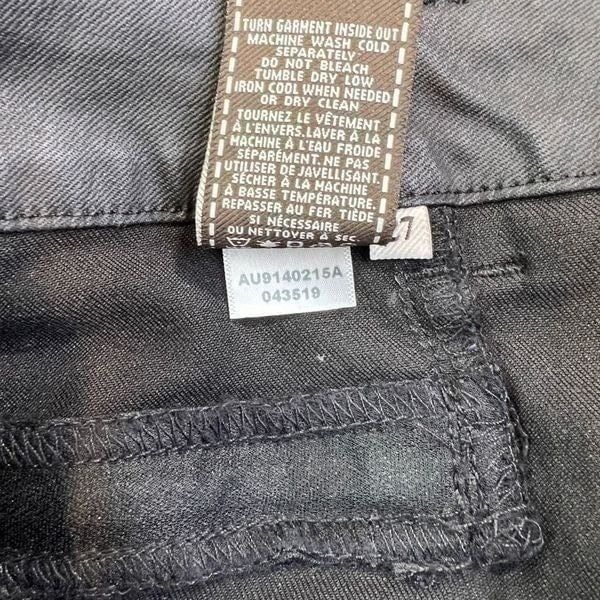 TURN GARMENT INSIDE OUT
MACHINE WASH COLD
SEPARATELY
DO NOT BLEACH
TUMBLE DRY LOW
IRON COOL WHEN NEEDED
OR DRY CLEAN
TOURNEZ LE VÊTEMENT
À L'ENVERS.LAVER À LA
MACHINE À L'EAU FROIDE
SÉPARÉMENT. NE PAS
UTILISER DE JAVELLISANT.
SÉCHER À LA MACHINE
À BASSE TEMPÉRATURE.
REPASSER AU FER TIÈDE
SI NÉCESSAIRE
OU NETTOVER À SEC
7
AU9140215A
043519